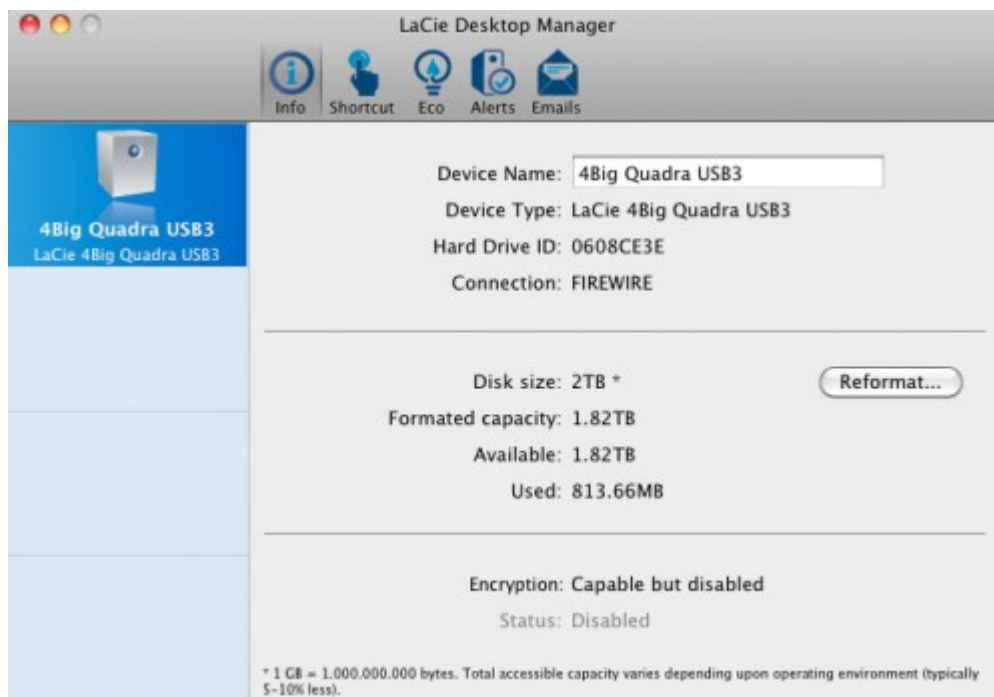 LaCie Desktop Manager
Info Shortcut Eco Alerts Emails
4Big Quadra USB3
LaCie 4Big Quadra USB3
Device Name: 4Big Quadra USB3
Device Type: LaCie 4Big Quadra USB3
Hard Drive ID: 0608CE3E
Connection: FIREWIRE
Disk size: 2TB *
Reformat...
Formated capacity: 1.82TB
Available: 1.82TB
Used: 813.66MB
Encryption: Capable but disabled
Status: Disabled
* 1 GB = 1.000.000.000 bytes. Total accessible capacity varies depending upon operating environment (typically
5-10% less).